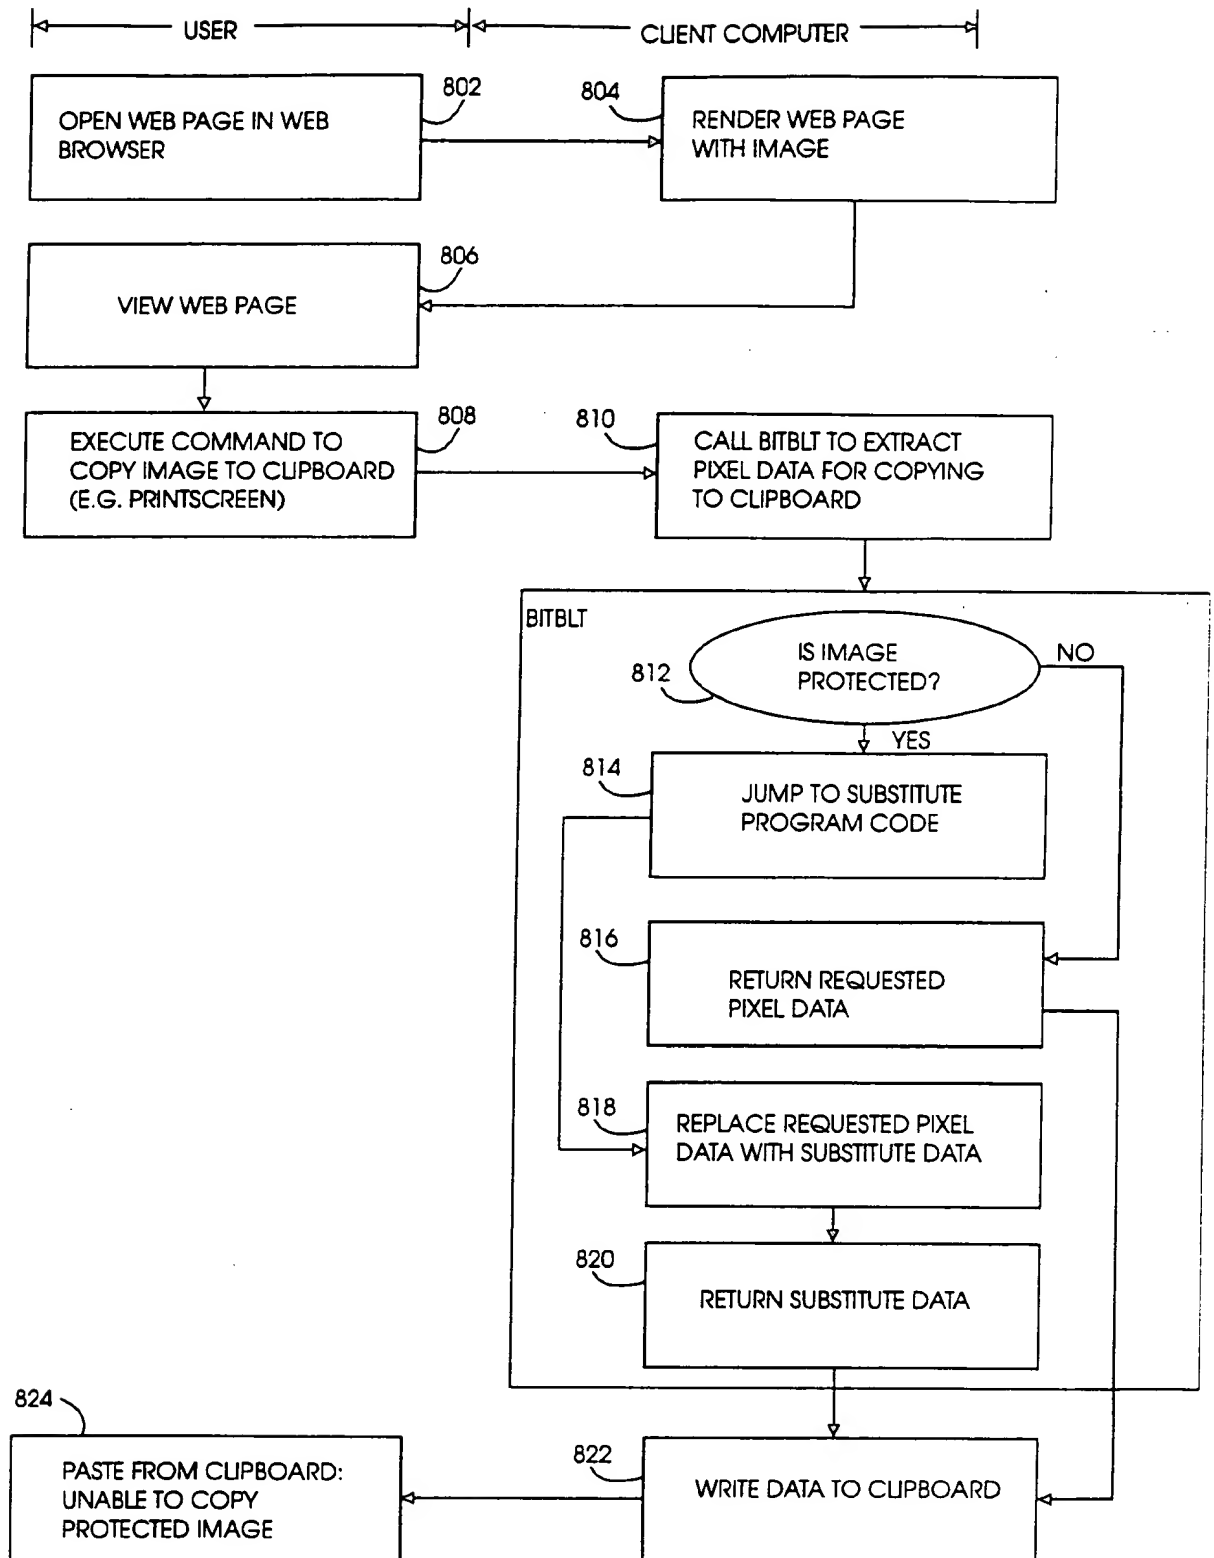 USER
CLIENT COMPUTER
802
OPEN WEB PAGE IN WEB
BROWSER
804
RENDER WEB PAGE
WITH IMAGE
806
VIEW WEB PAGE
808
EXECUTE COMMAND TO
COPY IMAGE TO CLIPBOARD
(E.G. PRINTSCREEN)
810
CALL BITBLT TO EXTRACT
PIXEL DATA FOR COPYING
TO CLIPBOARD
BITBLT
812
IS IMAGE
PROTECTED?
NO
YES
814
JUMP TO SUBSTITUTE
PROGRAM CODE
816
RETURN REQUESTED
PIXEL DATA
818
REPLACE REQUESTED PIXEL
DATA WITH SUBSTITUTE DATA
820
RETURN SUBSTITUTE DATA
822
WRITE DATA TO CLIPBOARD
824
PASTE FROM CLIPBOARD:
UNABLE TO COPY
PROTECTED IMAGE